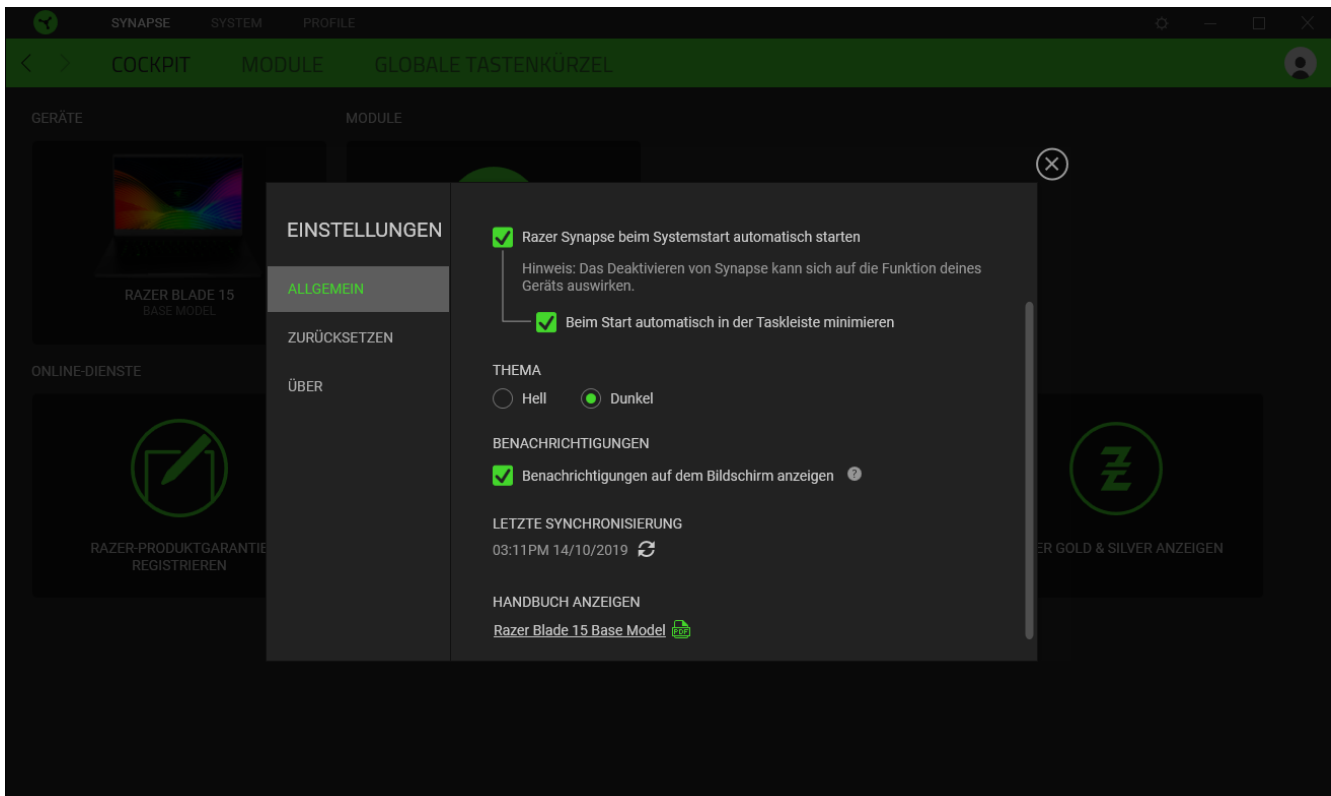 SYNAPSE SYSTEM PROFILE
COCKPIT MODULE GLOBALE TASTENKÜRZEL
GERÄTE
MODULE
RAZER BLADE 15
BASE MODEL
ONLINE-DIENSTE
RAZER-PRODUKTGARANTIE
REGISTRIEREN
ER GOLD & SILVER ANZEIGEN
EINSTELLUNGEN
ALLGEMEIN
ZURÜCKSETZEN
ÜBER
Razer Synapse beim Systemstart automatisch starten
Hinweis: Das Deaktivieren von Synapse kann sich auf die Funktion deines
Geräts auswirken.
Beim Start automatisch in der Taskleiste minimieren
THEMA
Hell Dunkel
BENACHRICHTIGUNGEN
Benachrichtigungen auf dem Bildschirm anzeigen ?
LETZTE SYNCHRONISIERUNG
03:11PM 14/10/2019
HANDBUCH ANZEIGEN
Razer Blade 15 Base Model PDF